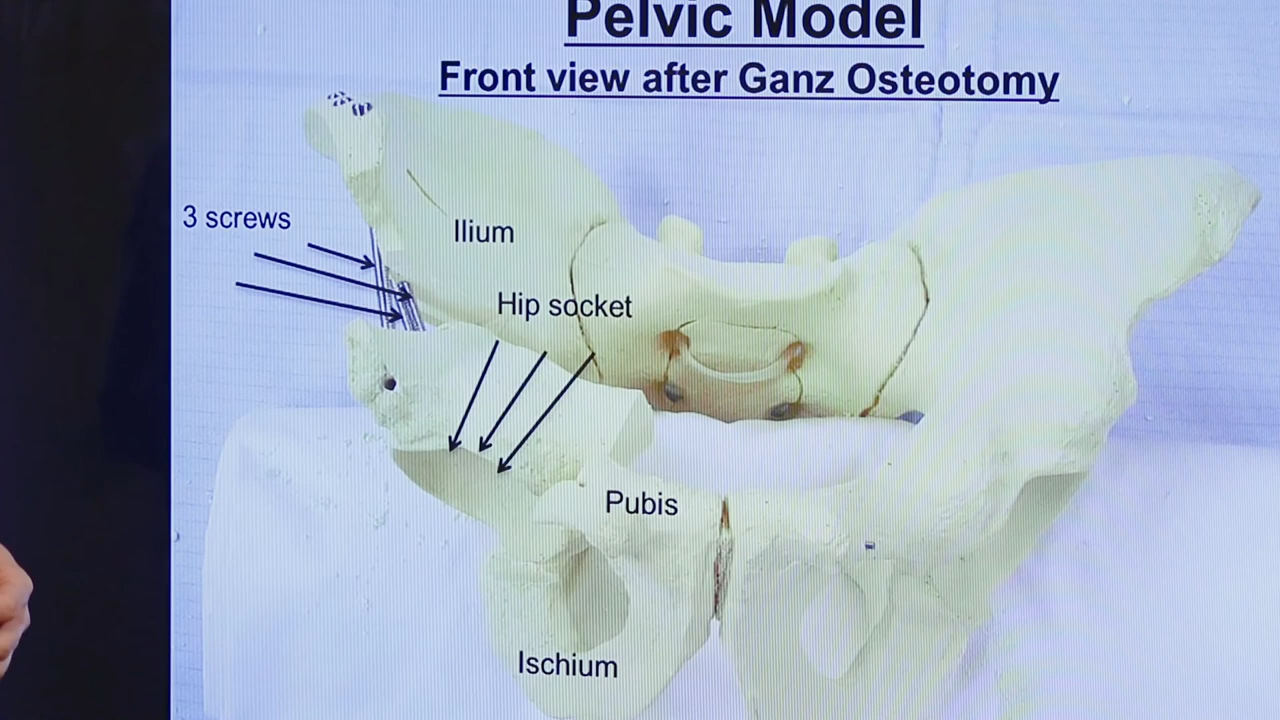 Pelvic Model
Front view after Ganz Osteotomy
3 screws
Ilium
Hip socket
Pubis
Ischium